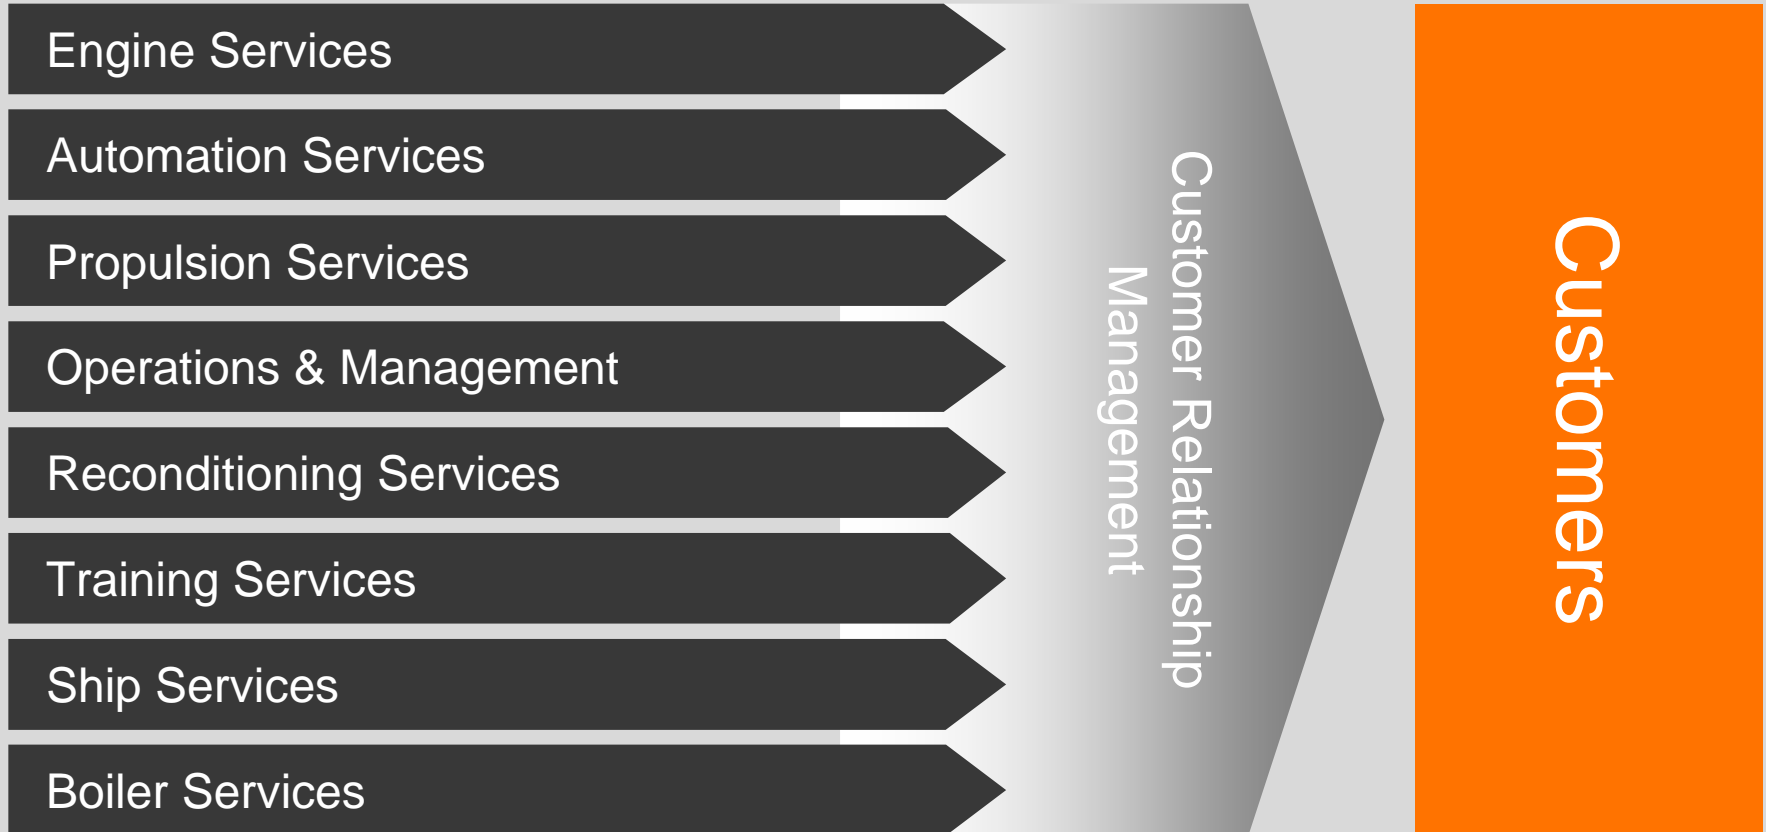 Engine Services
Automation Services
Propulsion Services
Operations & Management
Reconditioning Services
Training Services
Ship Services
Boiler Services
Customer Relationship
Management
Customers